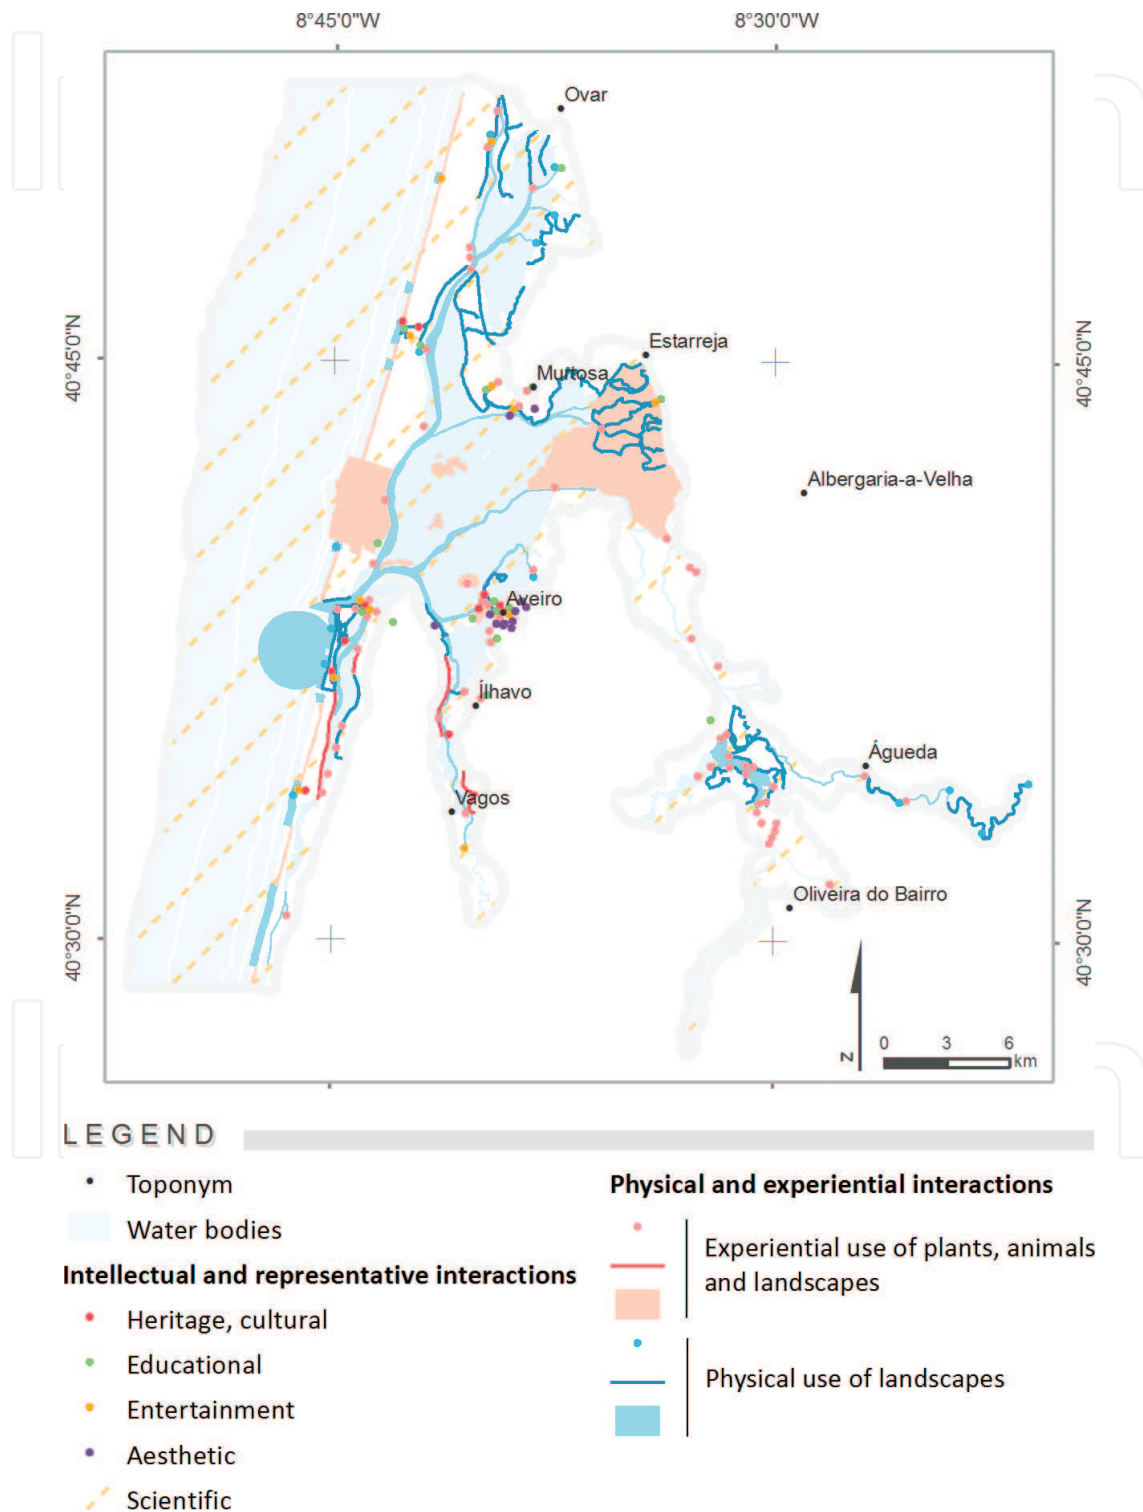 8°45'0"W
8°30'0"W
Ovar
40°45'0"N
40°45'0"N
Estarreja
Murtosa
Albergaria-a-Velha
Aveiro
Ílhavo
Águeda
Vagos
Oliveira do Bairro
40°30'0"N
40°30'0"N
N
0 3 6
km
LEGEND
Toponym
Water bodies
Intellectual and representative interactions
Heritage, cultural
Educational
Entertainment
Aesthetic
Scientific
Physical and experiential interactions
Experiential use of plants, animals
and landscapes
Physical use of landscapes